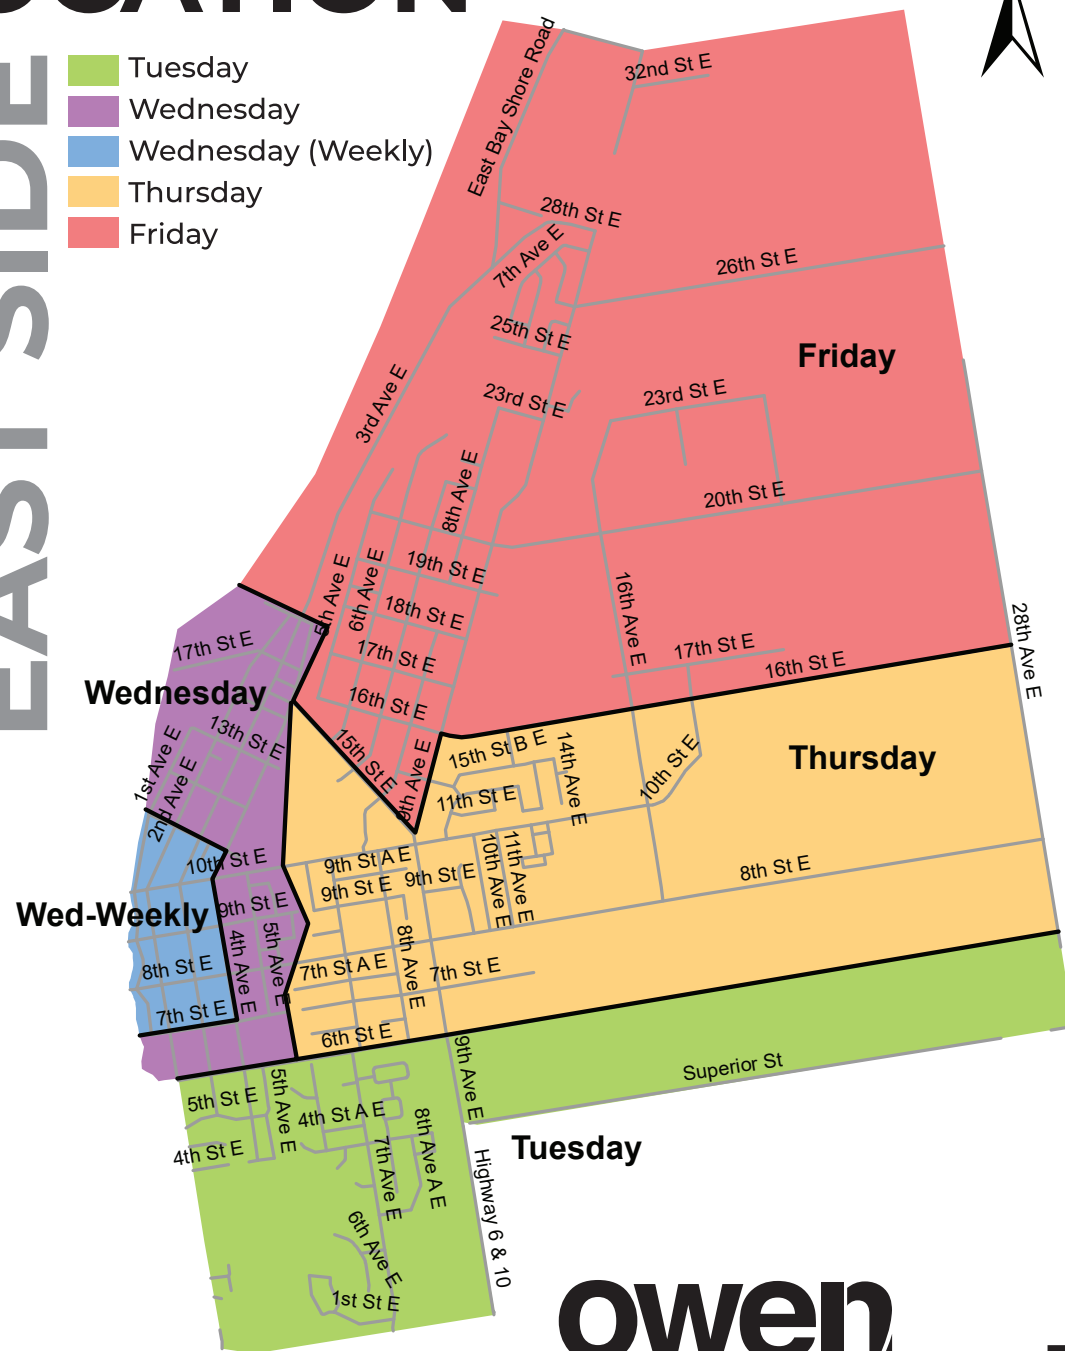 EAST SIDE
Tuesday
Wednesday
Wednesday (Weekly)
Thursday
Friday
East Bay Shore Road
32nd St E
28th St E
7th Ave E
26th St E
25th St E
Friday
3rd Ave E
23rd St E
23rd St E
8th Ave E
20th St E
19th St E
5th Ave E
6th Ave E
18th St E
16th Ave E
28th Ave E
17th St E
17th St E
17th St E
16th St E
Wednesday
16th St E
13th St E
15th St E
9th Ave E
15th St B E
14th Ave E
Thursday
1st Ave E
2nd Ave E
11th St E
10th St E
10th St E
9th St A E
9th St E
9th St E
10th Ave E
11th Ave E
8th St E
Wed-Weekly
9th St E
4th Ave E
5th Ave E
8th Ave E
8th St E
7th St A E
7th St E
7th St E
6th St E
9th Ave E
Superior St
5th St E
5th Ave E
4th St A E
8th Ave A E
4th St E
7th Ave E
Tuesday
Highway 6 & 10
6th Ave E
1st St E
owen